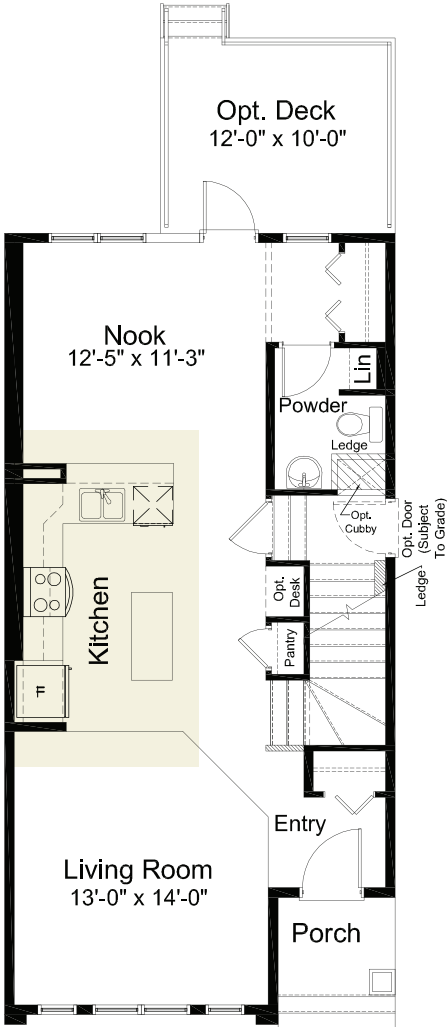 Opt. Deck
12'-0" x 10'-0"
Nook
12'-5" x 11'-3"
Lin
Powder
Ledge
Opt.
Cubby
Opt. Door
(Subject
To Grade)
Ledge
Opt.
Desk
Kitchen
Pantry
F
Entry
Living Room
13'-0" x 14'-0"
Porch